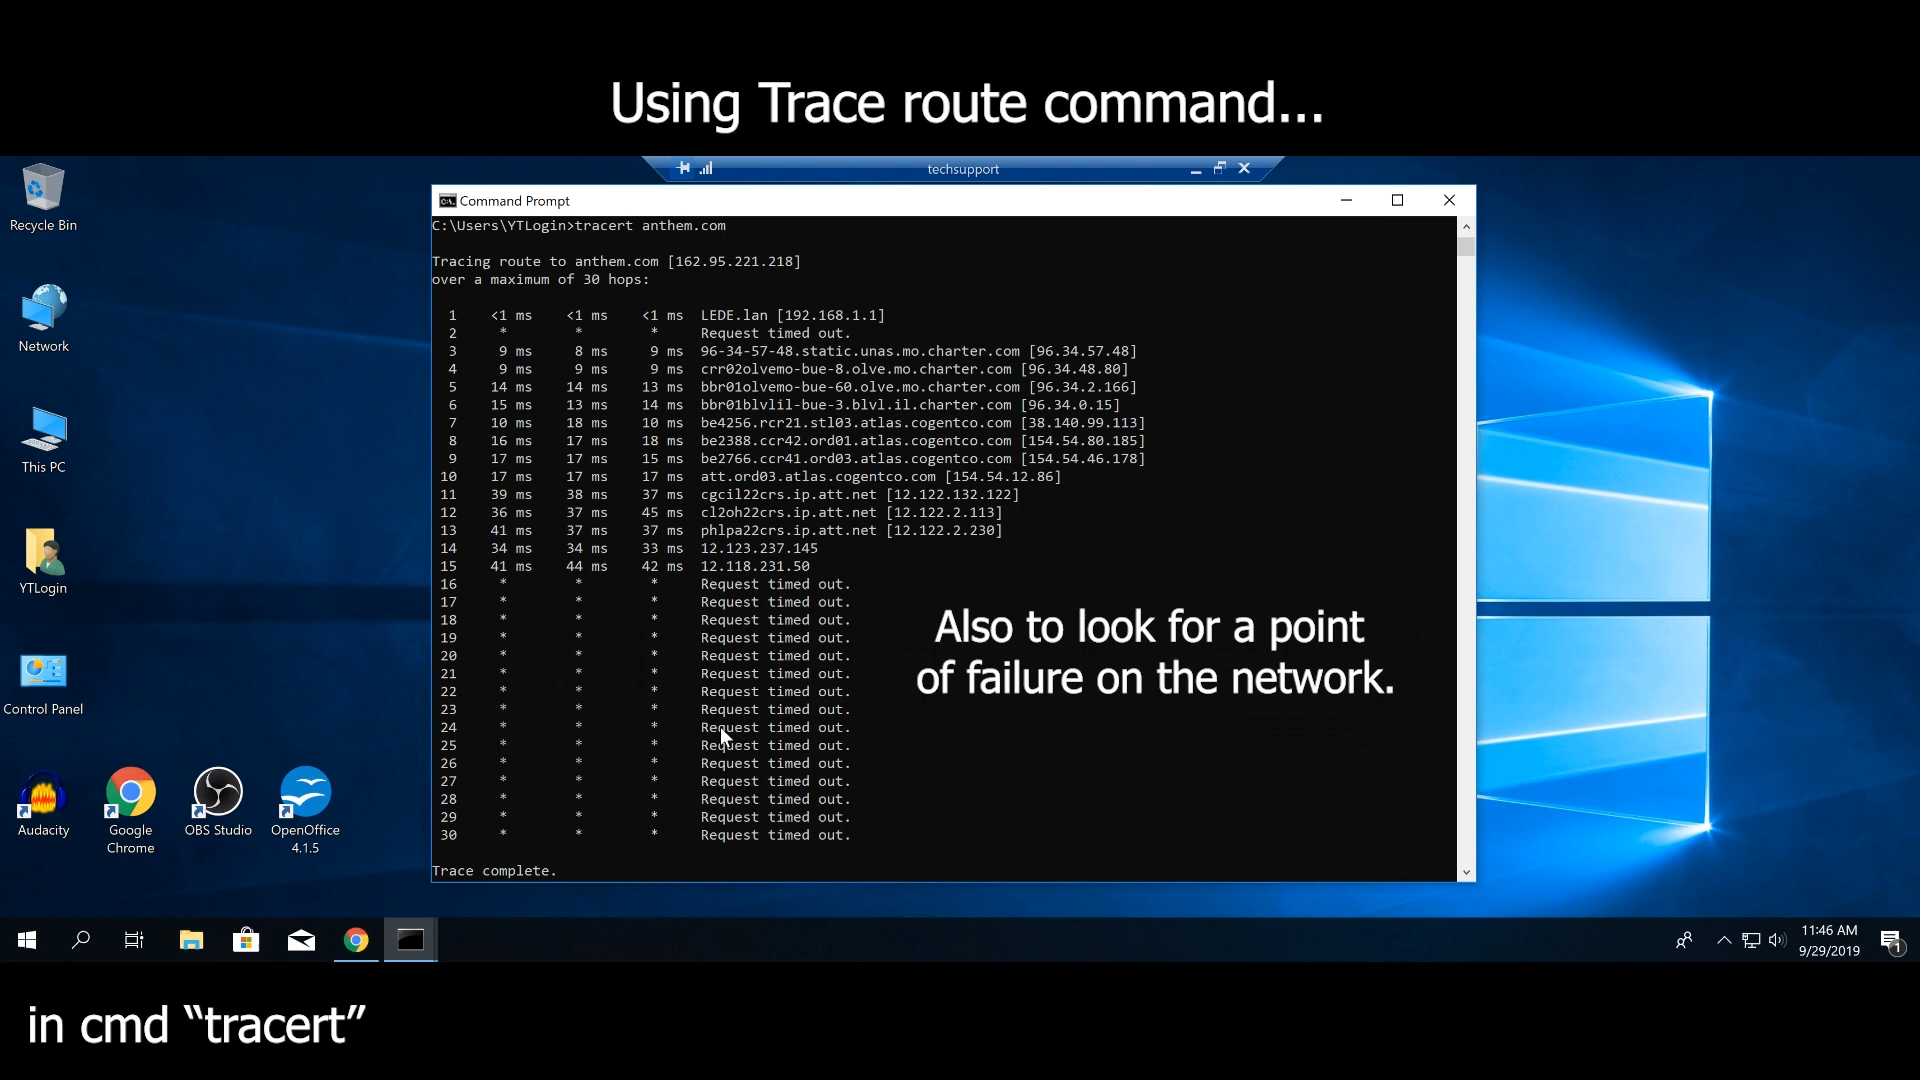 Using Trace route command...
techsupport
Recycle Bin
Network
This PC
YTLogin
Control Panel
Audacity
Google
Chrome
OBS Studio
OpenOffice
4.1.5
Command Prompt
C:\Users\YTLogin>tracert anthem.com
Tracing route to anthem.com [162.95.221.218]
over a maximum of 30 hops:
1 <1 ms <1 ms <1 ms LEDE.lan [192.168.1.1]
2 * * * Request timed out.
3 9 ms 8 ms 9 ms 96-34-57-48.static.unas.mo.charter.com [96.34.57.48]
4 9 ms 9 ms 9 ms crr02olvemo-bue-8.olve.mo.charter.com [96.34.48.80]
5 14 ms 14 ms 13 ms bbr01olvemo-bue-60.olve.mo.charter.com [96.34.2.166]
6 15 ms 13 ms 14 ms bbr01blvlil-bue-3.blvl.il.charter.com [96.34.0.15]
7 10 ms 18 ms 10 ms be4256.rcr21.stl03.atlas.cogentco.com [38.140.99.113]
8 16 ms 17 ms 18 ms be2388.ccr42.ord01.atlas.cogentco.com [154.54.80.185]
9 17 ms 17 ms 15 ms be2766.ccr41.ord03.atlas.cogentco.com [154.54.46.178]
10 17 ms 17 ms 17 ms att.ord03.atlas.cogentco.com [154.54.12.86]
11 39 ms 38 ms 37 ms cgcil22crs.ip.att.net [12.122.132.122]
12 36 ms 37 ms 45 ms cl2oh22crs.ip.att.net [12.122.2.113]
13 41 ms 37 ms 37 ms phlpa22crs.ip.att.net [12.122.2.230]
14 34 ms 34 ms 33 ms 12.123.237.145
15 41 ms 44 ms 42 ms 12.118.231.50
16 * * * Request timed out.
17 * * * Request timed out.
18 * * * Request timed out.
19 * * * Request timed out.
20 * * * Request timed out.
21 * * * Request timed out.
22 * * * Request timed out.
23 * * * Request timed out.
24 * * * Request timed out.
25 * * * Request timed out.
26 * * * Request timed out.
27 * * * Request timed out.
28 * * * Request timed out.
29 * * * Request timed out.
30 * * * Request timed out.
Trace complete.
Also to look for a point
of failure on the network.
11:46 AM
9/29/2019
1
in cmd “tracert”